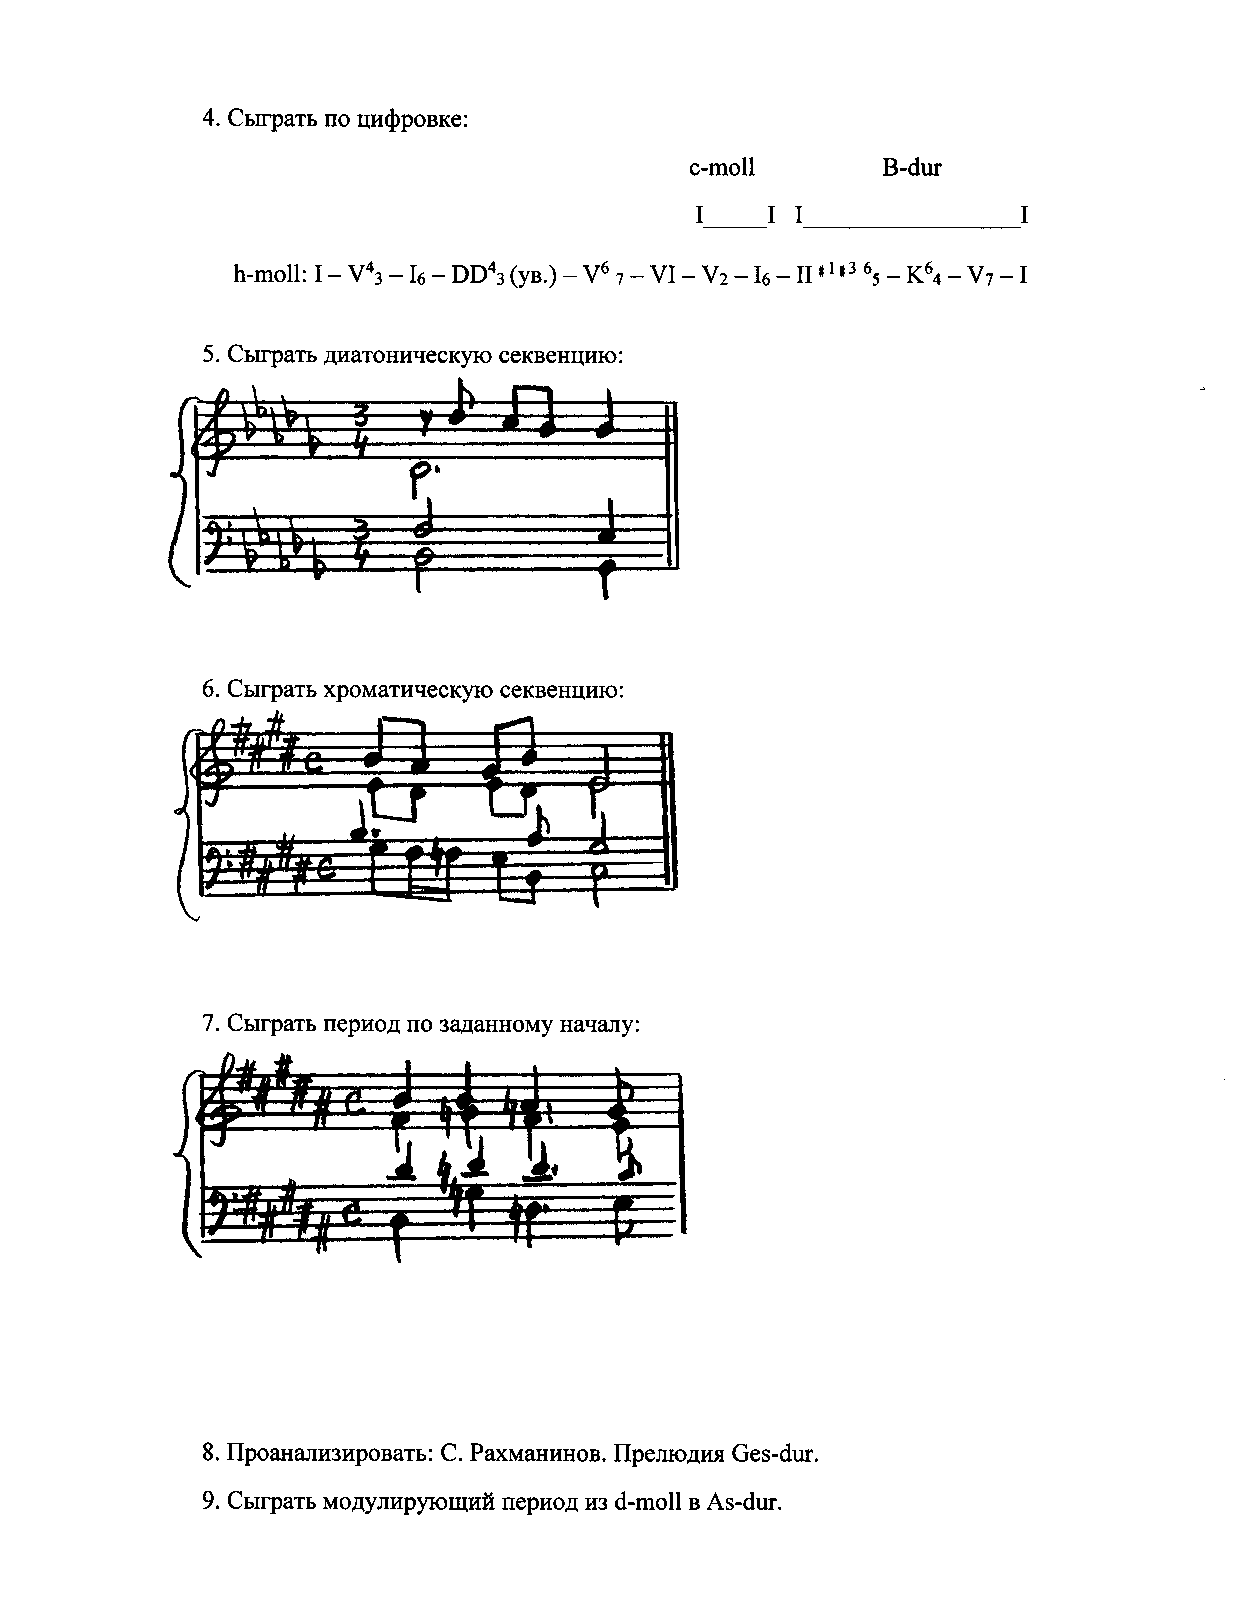 4. Сыграть по цифровке:
c-moll B-dur
I_____I I_________________I
h-moll: I – V⁴₃ – I₆ – DD⁴₃ (ув.) – V⁶ ₇ – VI – V₂ – I₆ – II ♯¹♯³ ⁶₅ – K⁶₄ – V₇ – I
5. Сыграть диатоническую секвенцию:
3
4
3
4
6. Сыграть хроматическую секвенцию:
C
C
7. Сыграть период по заданному началу:
C
C
8. Проанализировать: С. Рахманинов. Прелюдия Ges-dur.
9. Сыграть модулирующий период из d-moll в As-dur.